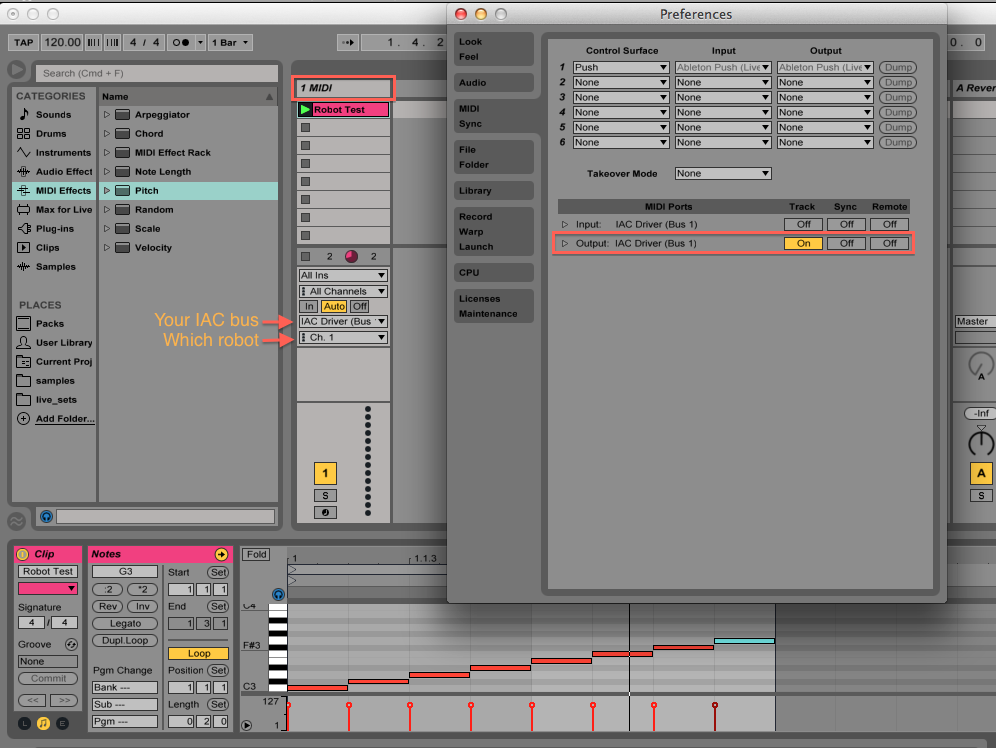 Preferences
TAP 120.00 4 / 4 1 Bar 1. 4. 2 0. 0
Search (Cmd + F)
CATEGORIES
Sounds
Drums
Instruments
Audio Effect
MIDI Effects
Max for Live
Plug-ins
Clips
Samples
PLACES
Packs
User Library
Current Proj
samples
live_sets
Add Folder...
Name
Arpeggiator
Chord
MIDI Effect Rack
Note Length
Pitch
Random
Scale
Velocity
1 MIDI
Robot Test
2 2
All Ins
All Channels
In Auto Off
IAC Driver (Bus
Ch. 1
Your IAC bus
Which robot
1
S
Look
Feel
Audio
MIDI
Sync
File
Folder
Library
Record
Warp
Launch
CPU
Licenses
Maintenance
Control Surface Input Output
1 Push Ableton Push (Live Ableton Push (Live Dump
2 None None None Dump
3 None None None Dump
4 None None None Dump
5 None None None Dump
6 None None None Dump
Takeover Mode None
MIDI Ports Track Sync Remote
Input: IAC Driver (Bus 1) Off Off Off
Output: IAC Driver (Bus 1) On Off Off
A Rever
Master
A
-Inf
A
S
Clip
Robot Test
Signature
4 / 4
Groove
None
Commit
<< >>
L E
Notes
G3
:2 *2
Rev Inv
Legato
Dupl.Loop
Pgm Change
Bank ---
Sub ---
Pgm ---
Start Set
1 1 1
End Set
1 3 1
Loop
Position Set
1 1 1
Length Set
0 2 0
Fold
1 1.1.3
C4
F#3
C3
127
1